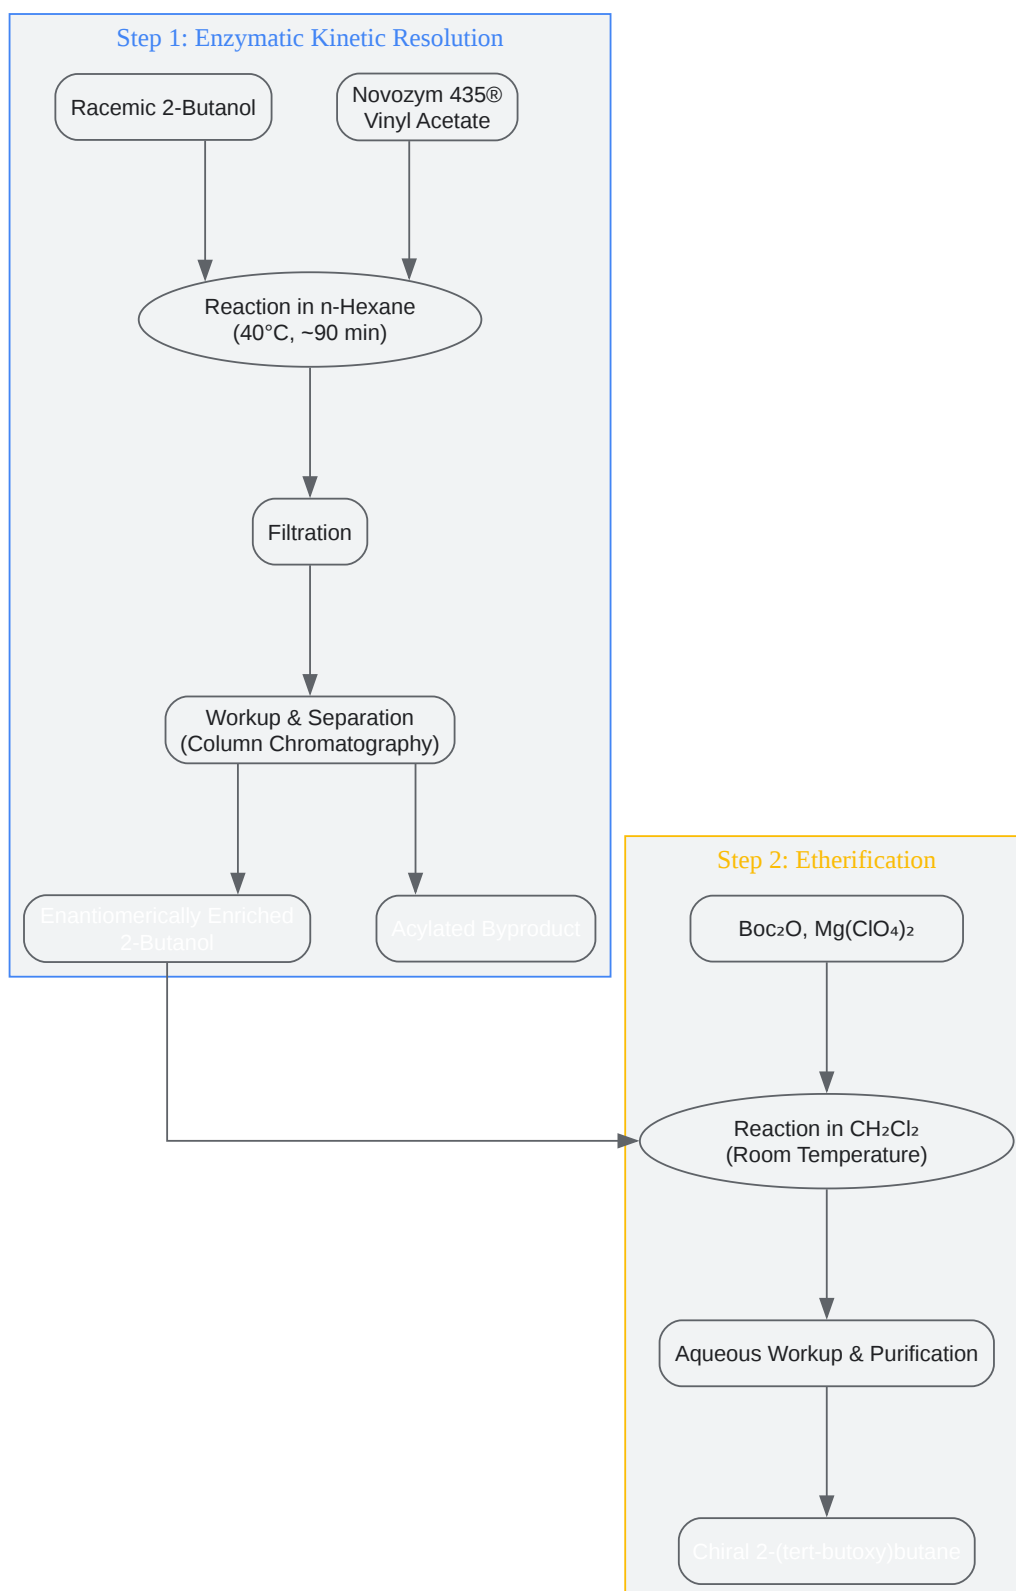 Step 1: Enzymatic Kinetic Resolution
Racemic 2-Butanol
Novozym 435®
Vinyl Acetate
Reaction in n-Hexane
(40°C, ~90 min)
Filtration
Workup & Separation
(Column Chromatography)
Enantiomerically Enriched
2-Butanol
Acylated Byproduct
Step 2: Etherification
Boc₂O, Mg(ClO₄)₂
Reaction in CH₂Cl₂
(Room Temperature)
Aqueous Workup & Purification
Chiral 2-(tert-butoxy)butane